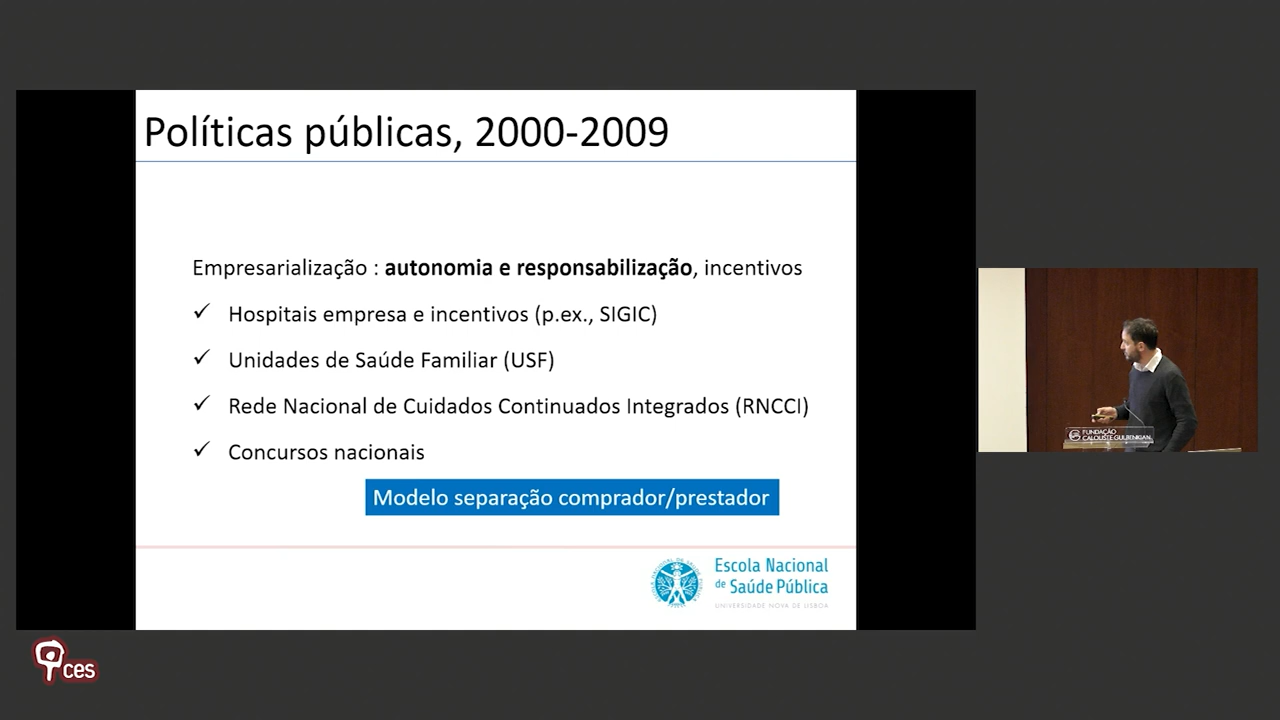 Políticas públicas, 2000-2009
Empresarialização : autonomia e responsabilização, incentivos
✓ Hospitais empresa e incentivos (p.ex., SIGIC)
✓ Unidades de Saúde Familiar (USF)
✓ Rede Nacional de Cuidados Continuados Integrados (RNCCI)
✓ Concursos nacionais
Modelo separação comprador/prestador
Escola Nacional
de Saúde Pública
UNIVERSIDADE NOVA DE LISBOA
FUNDAÇÃO
CALOUSTE GULBENKIAN
ces